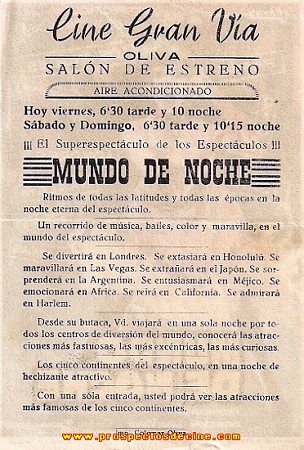 Cine Gran Vía
OLIVA
SALÓN DE ESTRENO
AIRE ACONDICIONADO
Hoy viernes, 6'30 tarde y 10 noche
Sábado y Domingo, 6'30 tarde y 10'15 noche
¡¡¡ El Superespectáculo de los Espectáculos !!!
MUNDO DE NOCHE
Ritmos de todas las latitudes y todas las épocas en la
noche eterna del espectáculo.
Un recorrido de música, bailes, color y maravilla, en el
mundo del espectáculo.
Se divertirá en Londres. Se extasiará en Honolulú. Se
maravillará en Las Vegas. Se extrañará en el Japón. Se sor-
prenderá en la Argentina. Se entusiasmará en Méjico. Se
emocionará en Africa. Se reirá en California. Se admirará
en Harlem.
Desde su butaca, Vd. viajará en una sola noche por to-
dos los centros de diversión del mundo, conocerá las atrac-
ciones más fastuosas, las más excéntricas, las más curiosas.
Los cinco continentes del espectáculo, en una noche de
hechizante atractivo.
Con una sóla entrada, usted podrá ver las atracciones
más famosas de los cinco continentes.
Imp. Oliva
www.prospectosdecine.com